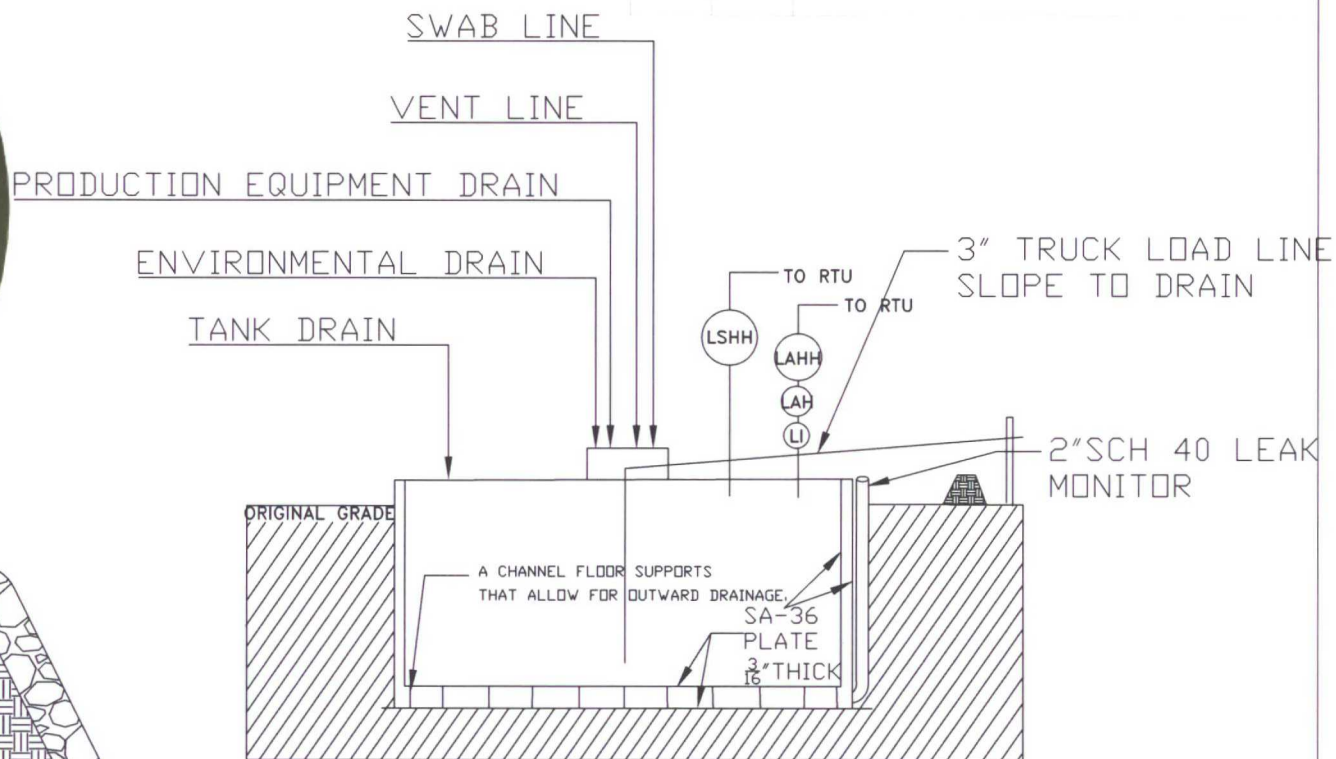 SWAB LINE
VENT LINE
PRODUCTION EQUIPMENT DRAIN
ENVIRONMENTAL DRAIN
TANK DRAIN
TO RTU
TO RTU
3" TRUCK LOAD LINE
SLOPE TO DRAIN
LSHH
LAHH
LAH
LI
2"SCH 40 LEAK
MONITOR
ORIGINAL GRADE
A CHANNEL FLOOR SUPPORTS
THAT ALLOW FOR OUTWARD DRAINAGE.
SA-36
PLATE
3/16"THICK